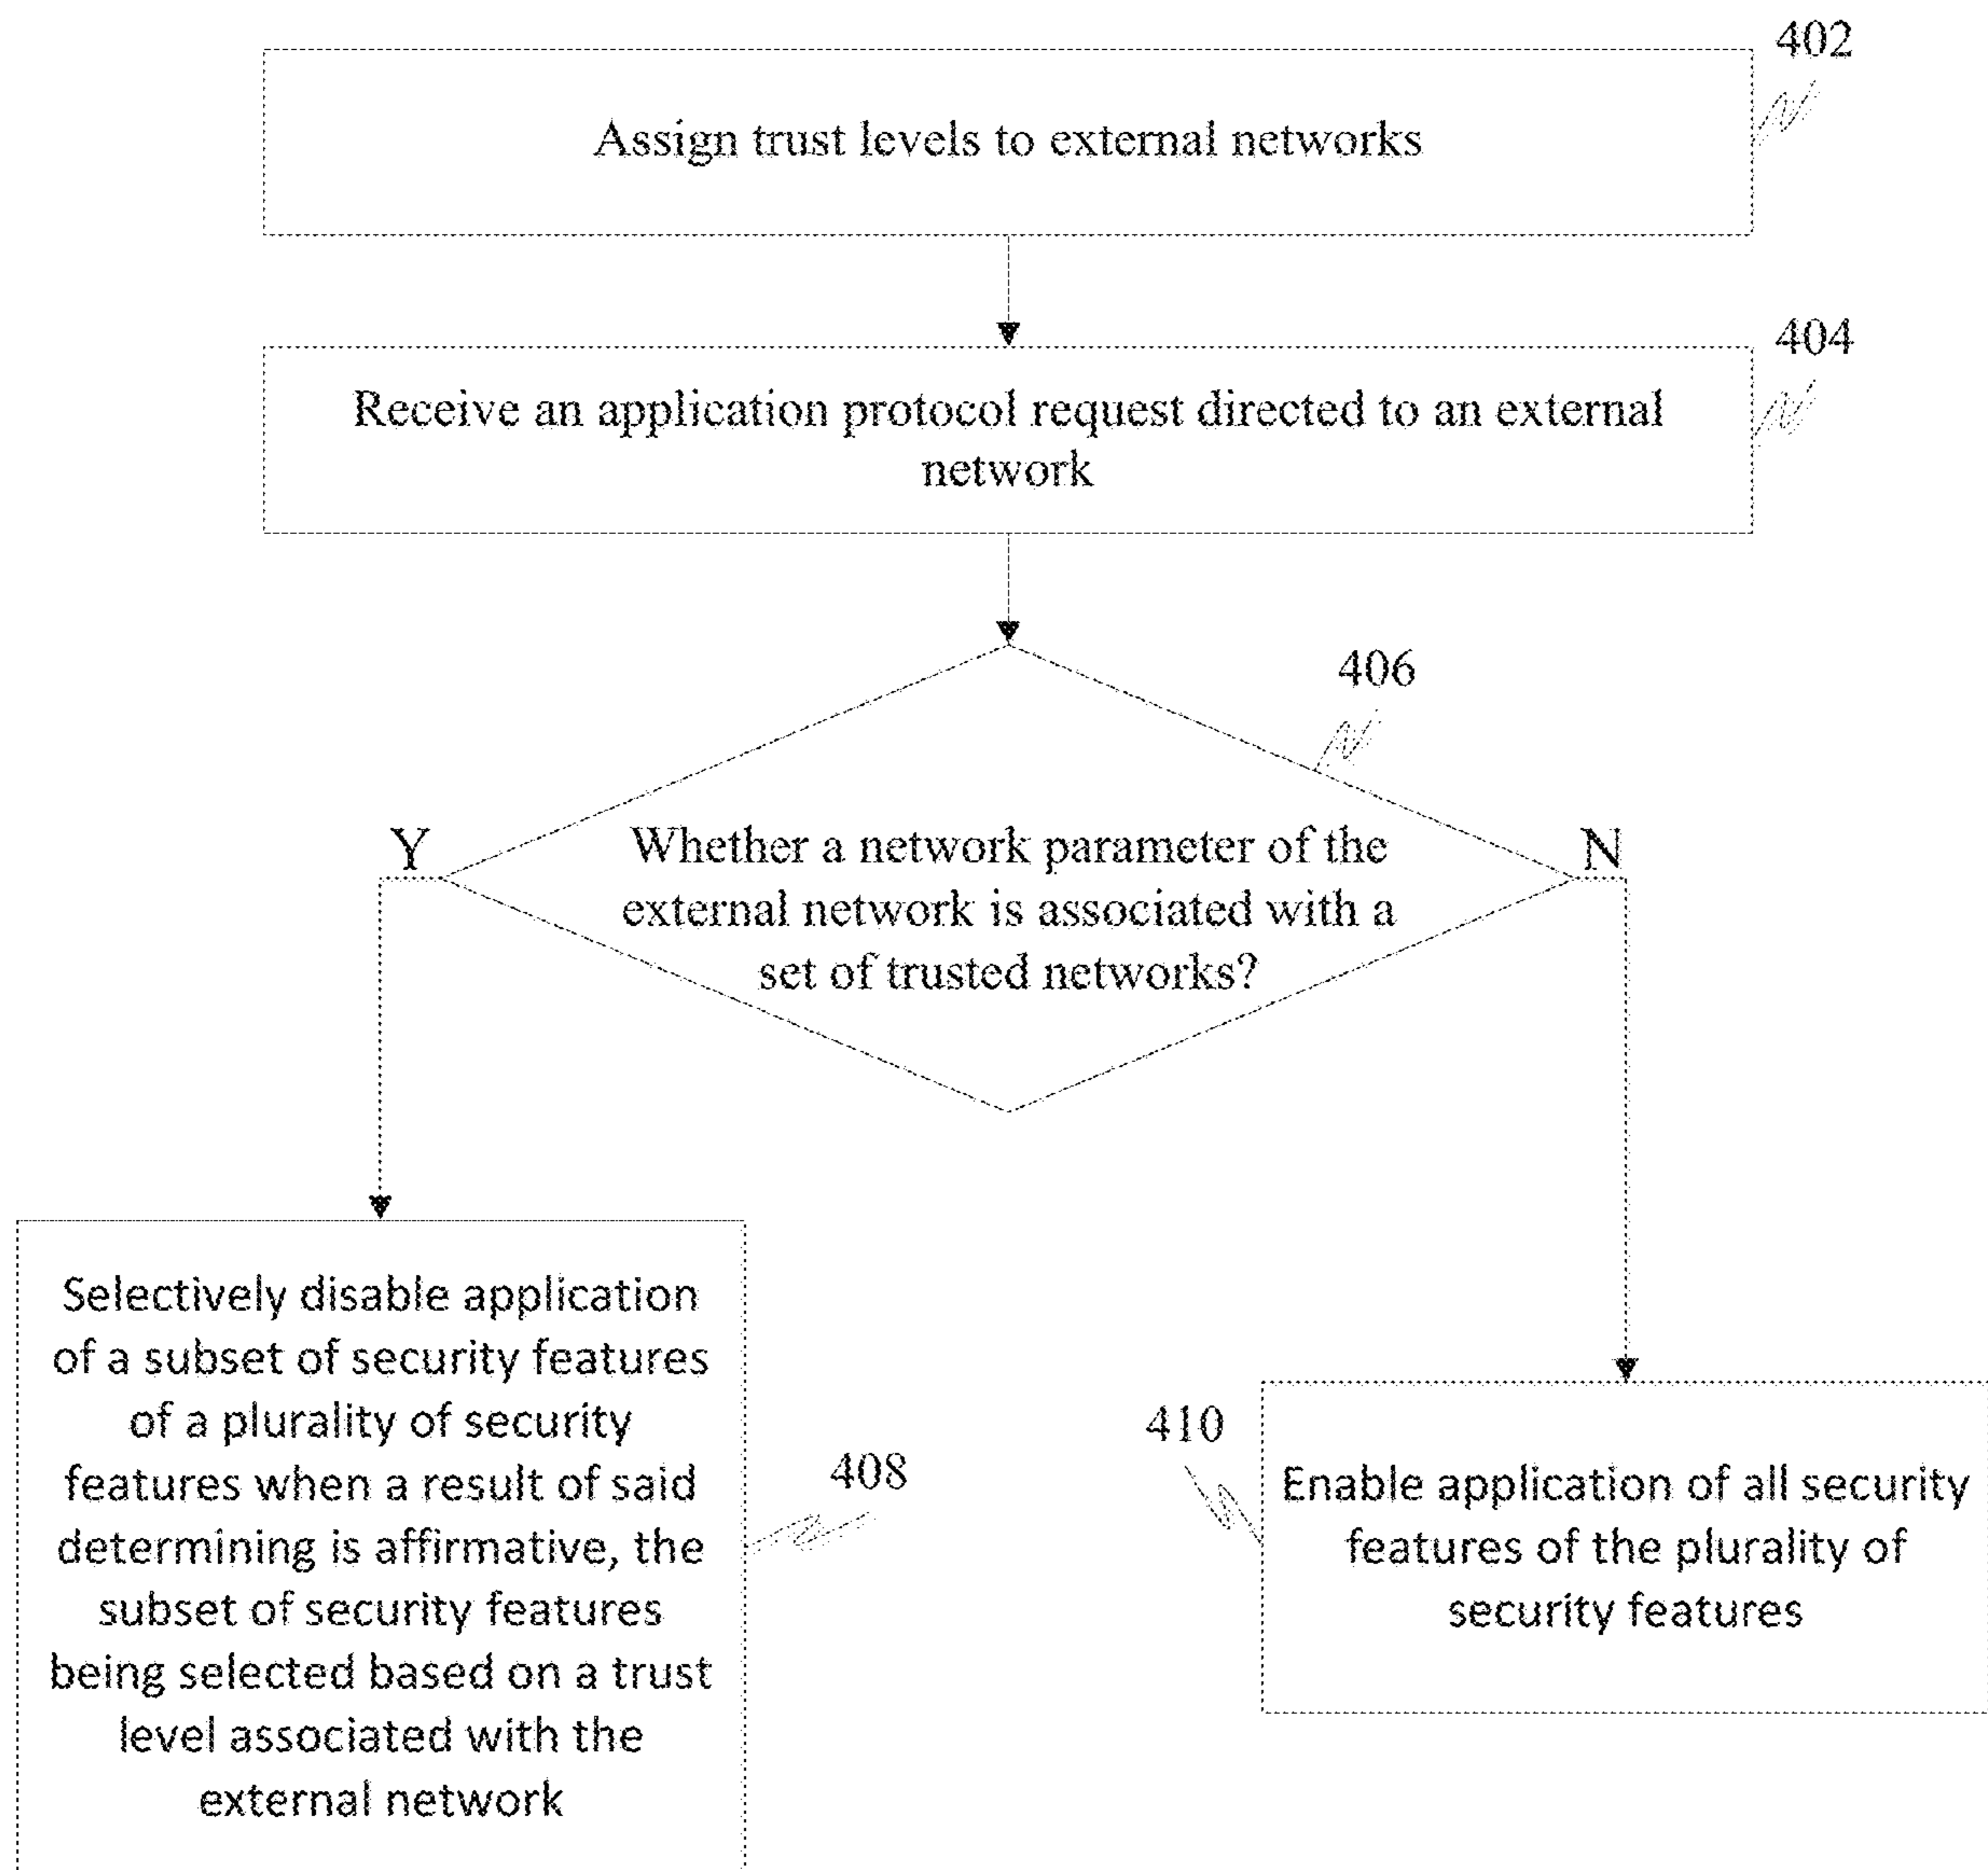 402
Assign trust levels to external networks
404
Receive an application protocol request directed to an external
network
406
Y
N
Whether a network parameter of the
external network is associated with a
set of trusted networks?
Selectively disable application
of a subset of security features
of a plurality of security
features when a result of said
determining is affirmative, the
subset of security features
being selected based on a trust
level associated with the
external network
408
410
Enable application of all security
features of the plurality of
security features